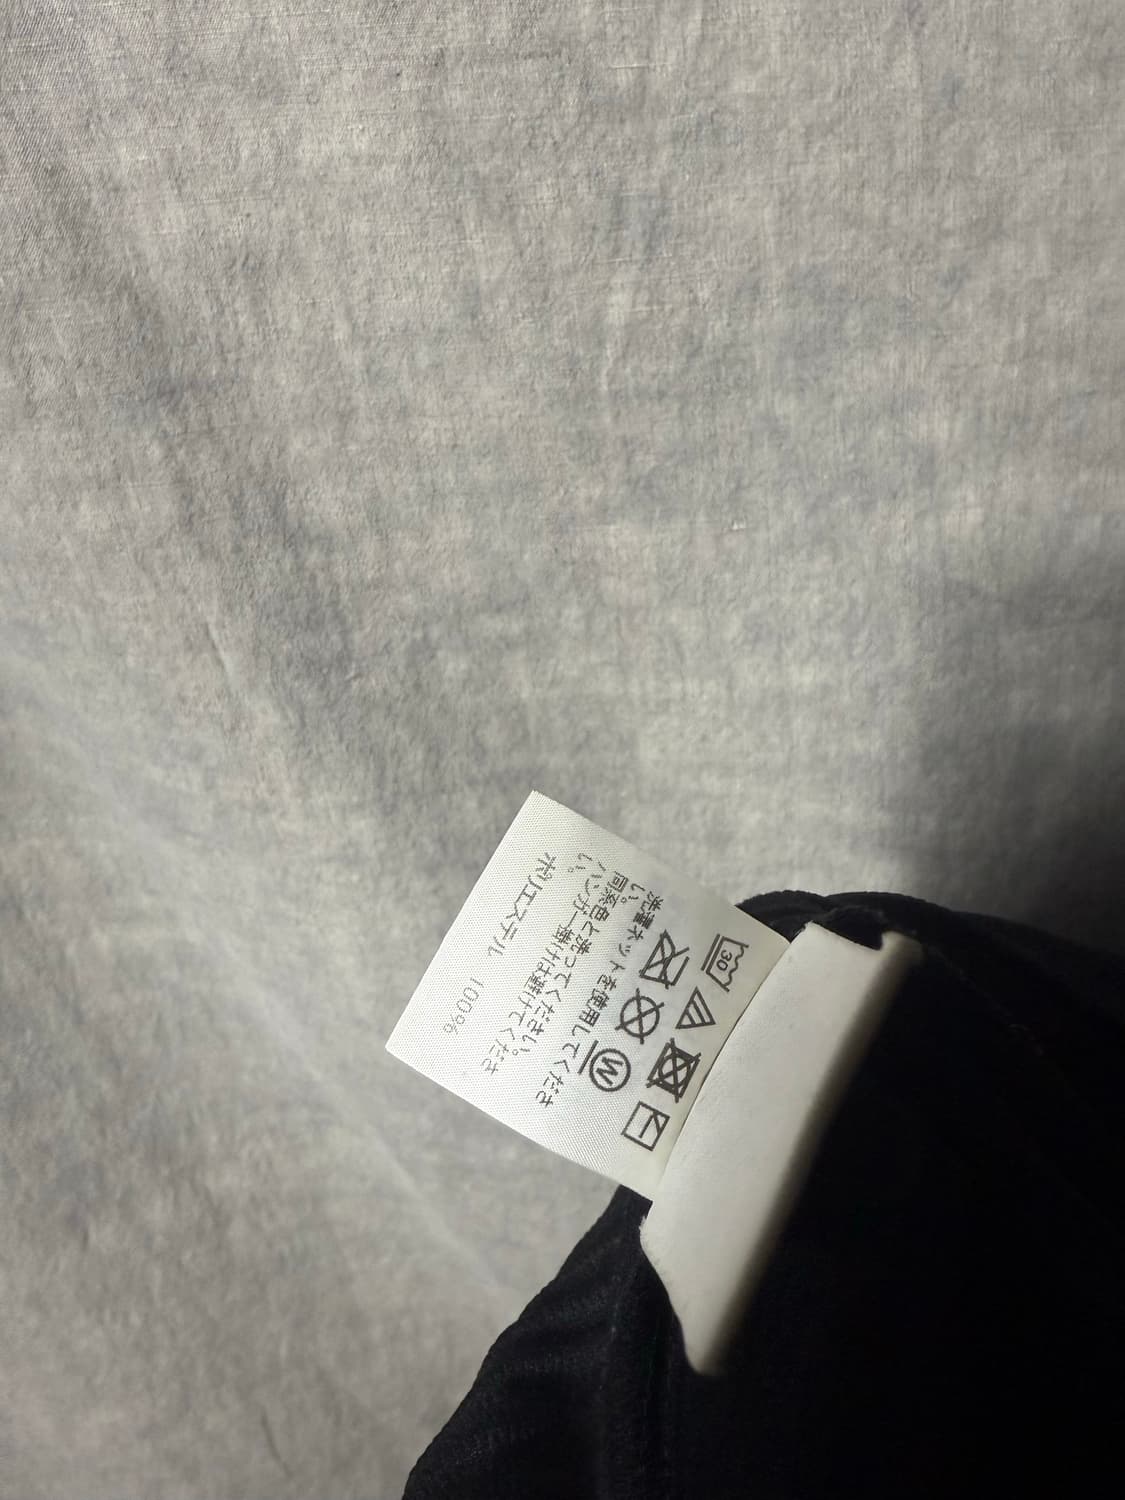 30
W
洗濯ネットを使用してくださ
い。
同系色と洗ってください。
ハンガー掛けは避けてくださ
い。
ポリエステル 100%